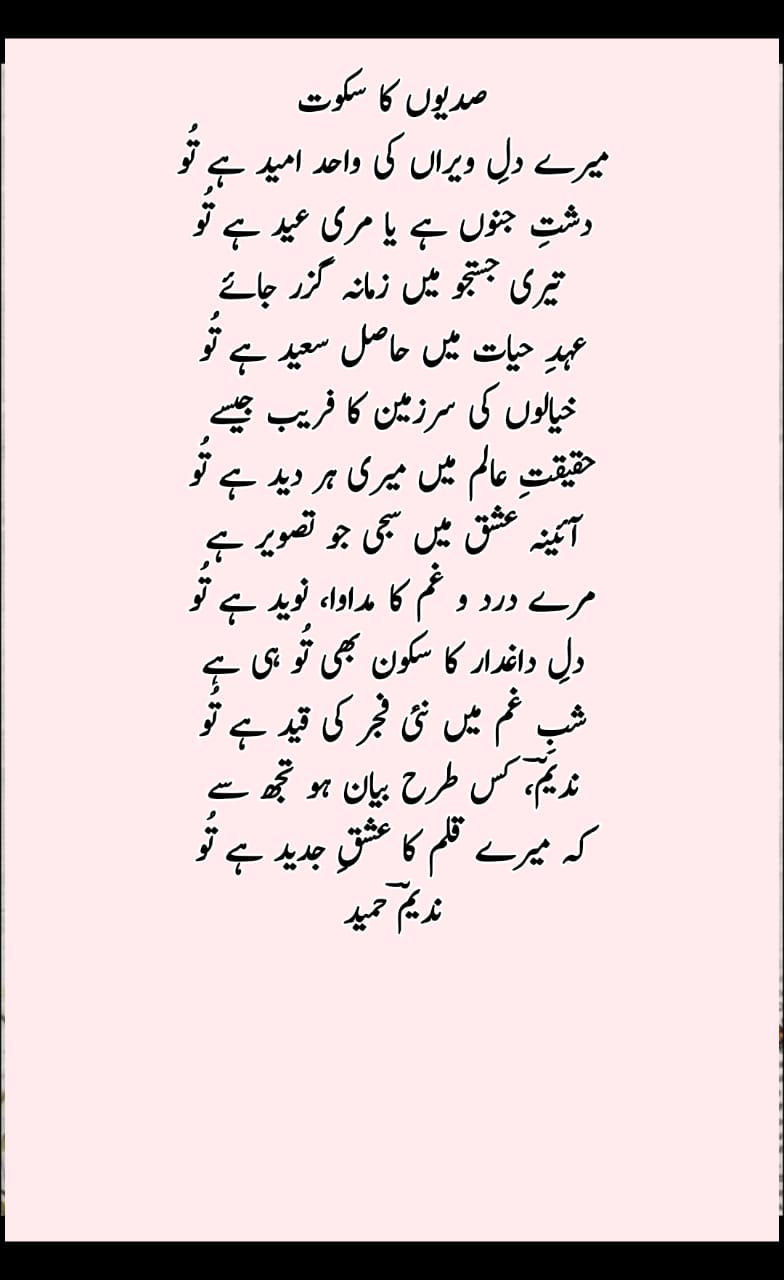 صدیوں کا سکوت
میرے دلِ ویراں کی واحد امید ہے تُو
دشتِ جنوں ہے یا مری عید ہے تُو
تیری جستجو میں زمانہ گزر جائے
عہدِ حیات میں حاصل سعید ہے تُو
خیالوں کی سرزمین کا فریب جیسے
حقیقتِ عالم میں میری ہر دید ہے تُو
آئینہ عشق میں سجی جو تصویر ہے
مرے درد و غم کا مداوا، نوید ہے تُو
دلِ داغدار کا سکون بھی تُو ہی ہے
شبِ غم میں نئی فجر کی قید ہے تُو
ندیمؔ، کس طرح بیان ہو تجھ سے
کہ میرے قلم کا عشقِ جدید ہے تُو
ندیمؔ حمید